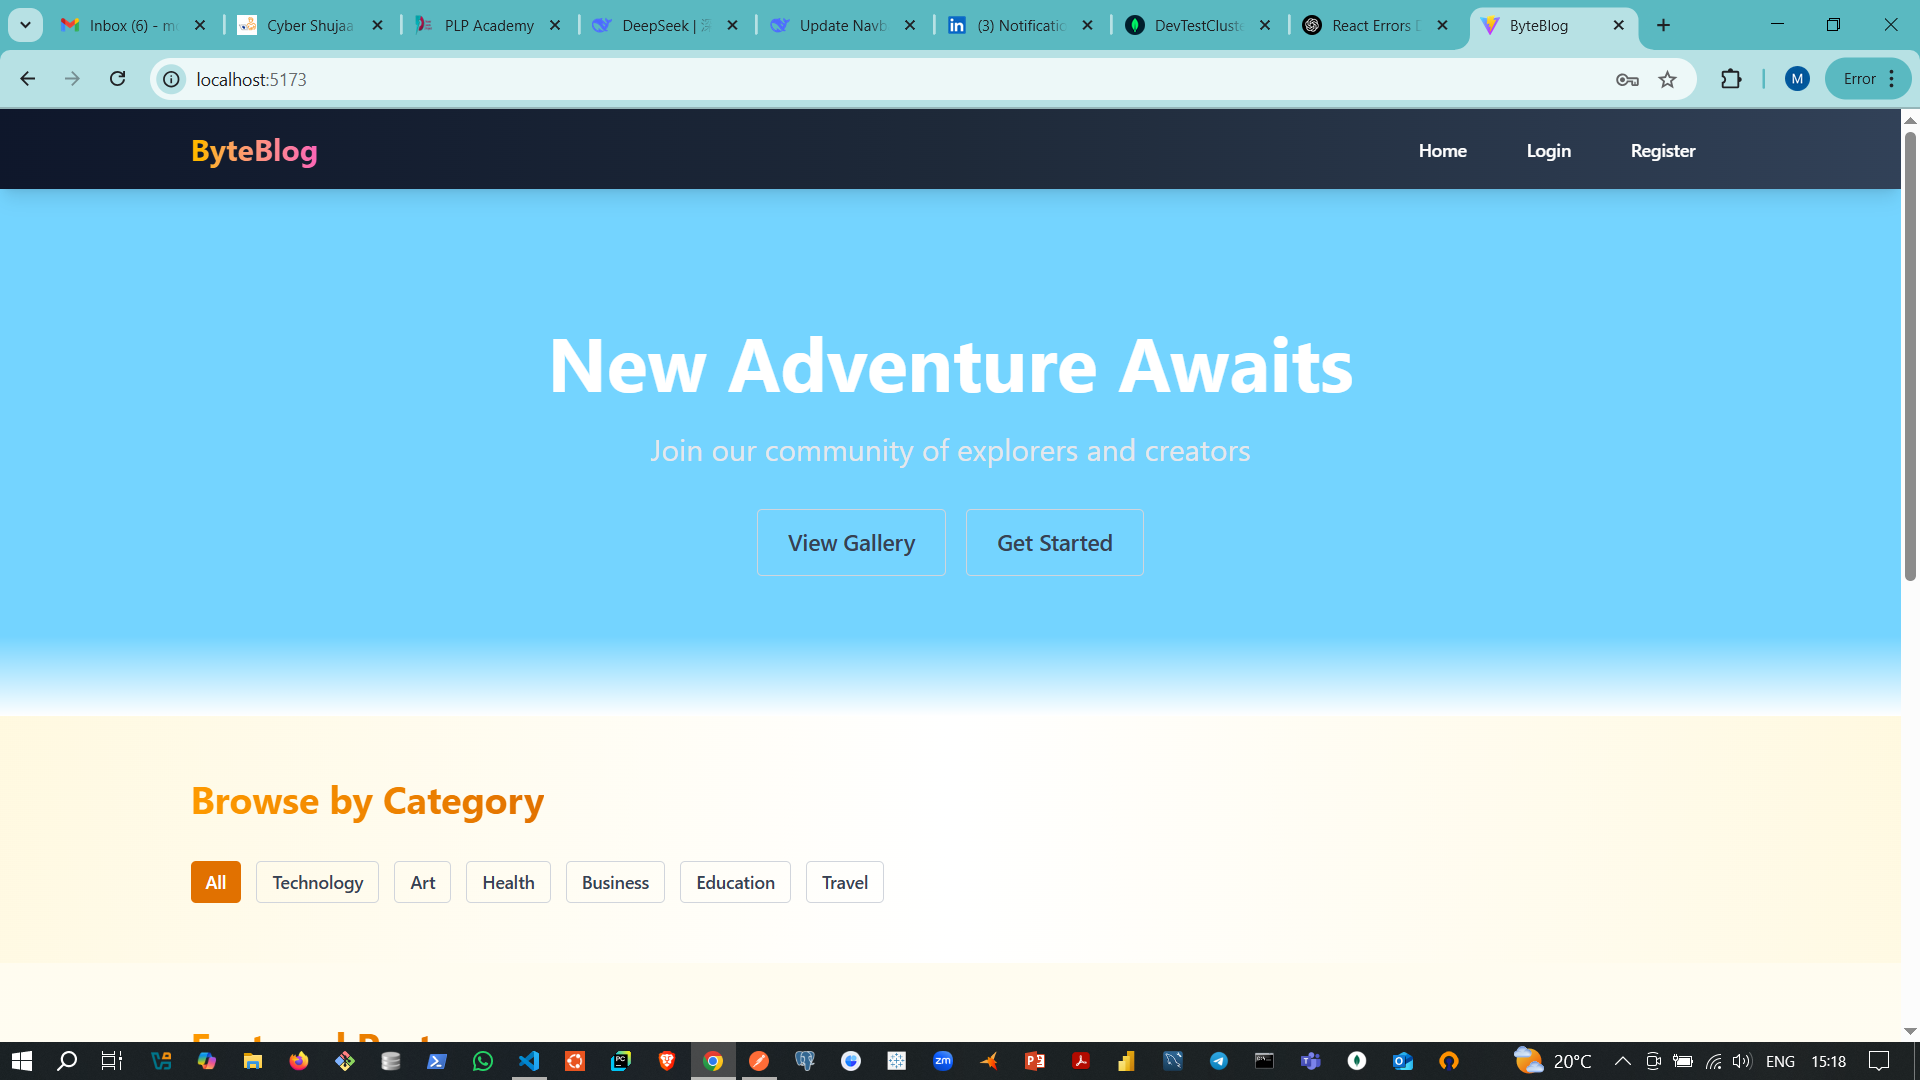 Inbox (6) - m
Cyber Shujaa
PLP Academy
DeepSeek | 深
Update Navb
(3) Notificatio
DevTestCluste
React Errors D
ByteBlog
localhost:5173
M
Error
ByteBlog
Home
Login
Register
New Adventure Awaits
Join our community of explorers and creators
View Gallery
Get Started
Browse by Category
All
Technology
Art
Health
Business
Education
Travel
20°C
ENG
15:18